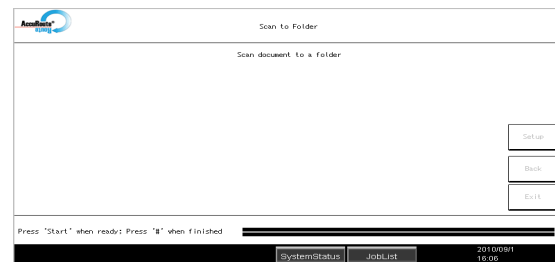 AccuRoute®
Route
Scan to Folder
Scan document to a folder
Setup
Back
Exit
Press 'Start' when ready; Press '#' when finished
SystemStatus
JobList
2010/09/1
16:06